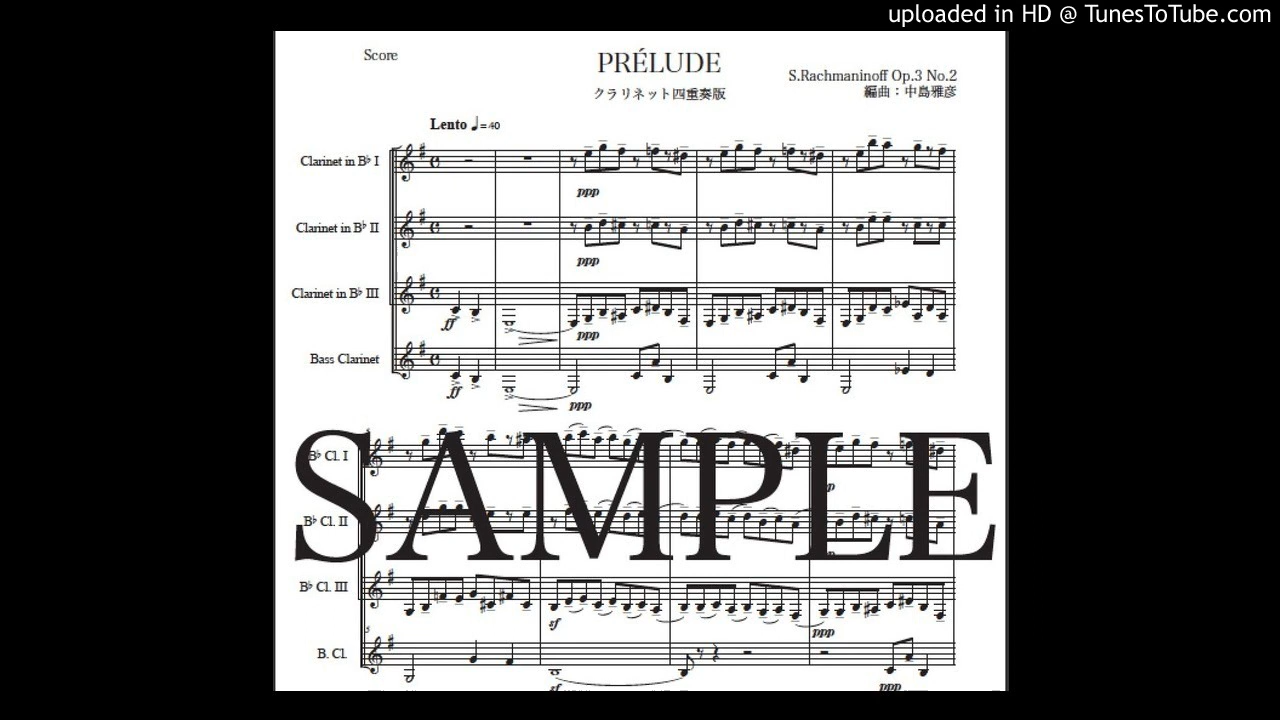 uploaded in HD @ TunesToTube.com
Score
PRÉLUDE
クラリネット四重奏版
S.Rachmaninoff Op.3 No.2
編曲：中島雅彦
Lento ♩=40
Clarinet in B♭ I
ppp
Clarinet in B♭ II
ppp
Clarinet in B♭ III
ff
ppp
Bass Clarinet
ff
ppp
SAMPLE
B♭ Cl. I
B♭ Cl. II
B♭ Cl. III
sf
ppp
5
B. Cl.
sf
ppp